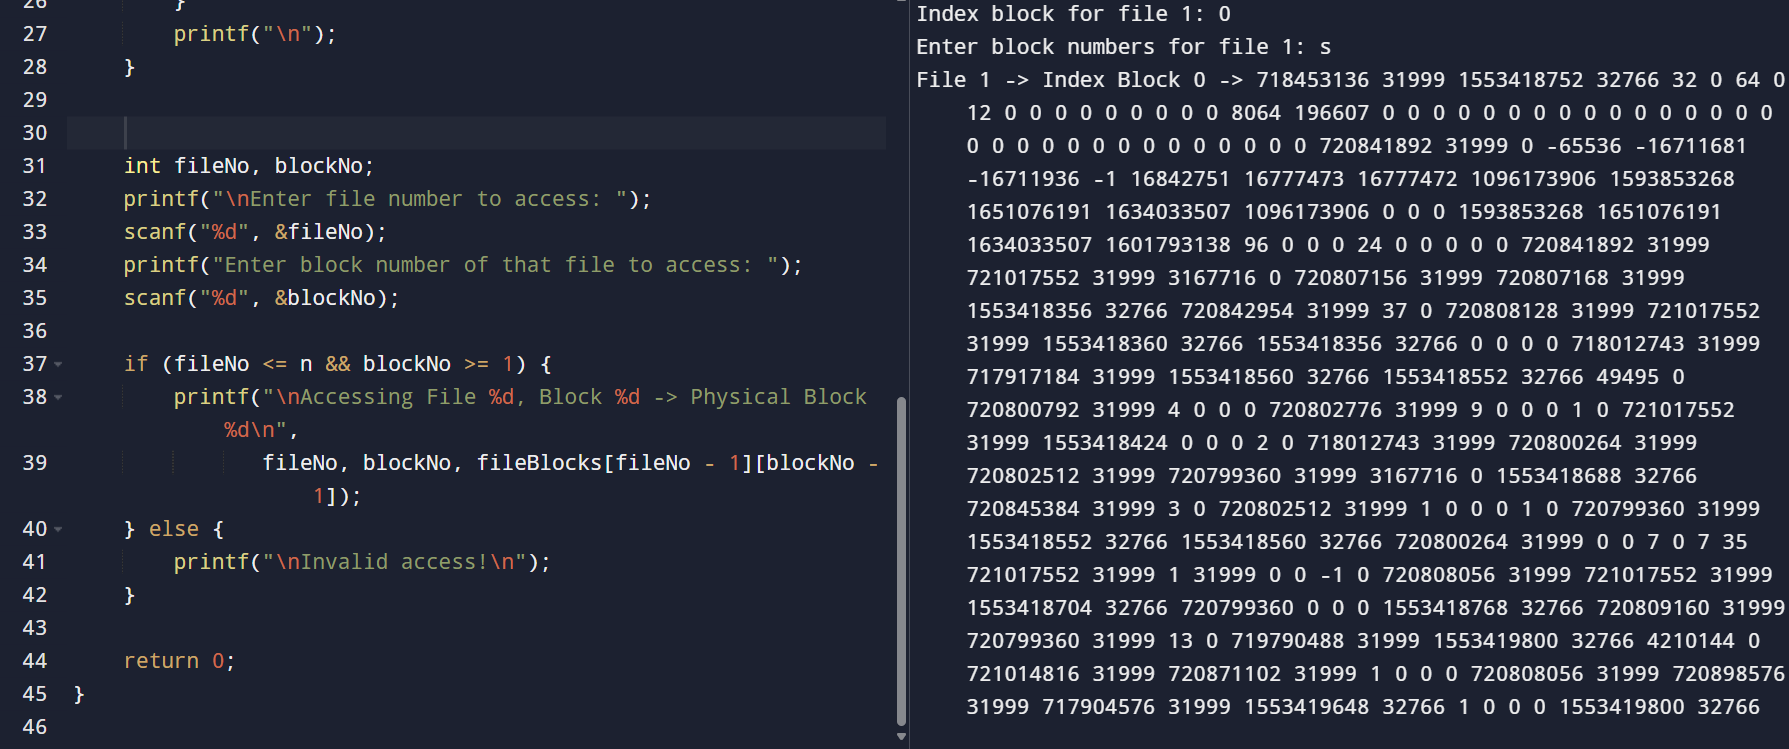 26 }
27 printf("\n");
28 }
29
30
31 int fileNo, blockNo;
32 printf("\nEnter file number to access: ");
33 scanf("%d", &fileNo);
34 printf("Enter block number of that file to access: ");
35 scanf("%d", &blockNo);
36
37 if (fileNo <= n && blockNo >= 1) {
38 printf("\nAccessing File %d, Block %d -> Physical Block
%d\n",
39 fileNo, blockNo, fileBlocks[fileNo - 1][blockNo -
1]);
40 } else {
41 printf("\nInvalid access!\n");
42 }
43
44 return 0;
45 }
46
Index block for file 1: 0
Enter block numbers for file 1: s
File 1 -> Index Block 0 -> 718453136 31999 1553418752 32766 32 0 64 0
12 0 0 0 0 0 0 0 0 0 8064 196607 0 0 0 0 0 0 0 0 0 0 0 0 0 0 0 0
0 0 0 0 0 0 0 0 0 0 0 0 0 0 720841892 31999 0 -65536 -16711681
-16711936 -1 16842751 16777473 16777472 1096173906 1593853268
1651076191 1634033507 1096173906 0 0 0 1593853268 1651076191
1634033507 1601793138 96 0 0 0 24 0 0 0 0 0 720841892 31999
721017552 31999 3167716 0 720807156 31999 720807168 31999
1553418356 32766 720842954 31999 37 0 720808128 31999 721017552
31999 1553418360 32766 1553418356 32766 0 0 0 0 718012743 31999
717917184 31999 1553418560 32766 1553418552 32766 49495 0
720800792 31999 4 0 0 0 720802776 31999 9 0 0 0 1 0 721017552
31999 1553418424 0 0 0 2 0 718012743 31999 720800264 31999
720802512 31999 720799360 31999 3167716 0 1553418688 32766
720845384 31999 3 0 720802512 31999 1 0 0 0 1 0 720799360 31999
1553418552 32766 1553418560 32766 720800264 31999 0 0 7 0 7 35
721017552 31999 1 31999 0 0 -1 0 720808056 31999 721017552 31999
1553418704 32766 720799360 0 0 0 1553418768 32766 720809160 31999
720799360 31999 13 0 719790488 31999 1553419800 32766 4210144 0
721014816 31999 720871102 31999 1 0 0 0 720808056 31999 720898576
31999 717904576 31999 1553419648 32766 1 0 0 0 1553419800 32766